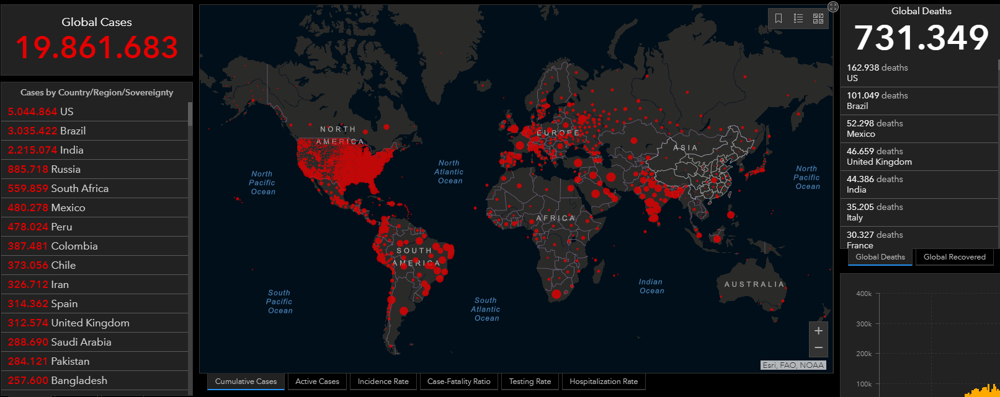 Global Cases
19.861.683
Cases by Country/Region/Sovereignty
5.044.864 US
3.035.422 Brazil
2.215.074 India
885.718 Russia
559.859 South Africa
480.278 Mexico
478.024 Peru
387.481 Colombia
373.056 Chile
326.712 Iran
314.362 Spain
312.574 United Kingdom
288.690 Saudi Arabia
284.121 Pakistan
257.600 Bangladesh
NORTH
AMERICA
EUROPE
ASIA
North
Pacific
Ocean
North
Atlantic
Ocean
North
Pacific
Ocean
AFRICA
SOUTH
AMERICA
AUSTRALIA
Indian
Ocean
South
Pacific
Ocean
South
Atlantic
Ocean
+
−
Esri, FAO, NOAA
Cumulative Cases
Active Cases
Incidence Rate
Case-Fatality Ratio
Testing Rate
Hospitalization Rate
Global Deaths
731.349
162.938 deaths
US
101.049 deaths
Brazil
52.298 deaths
Mexico
46.659 deaths
United Kingdom
44.386 deaths
India
35.205 deaths
Italy
30.327 deaths
France
Global Deaths
Global Recovered
400k
300k
200k
100k